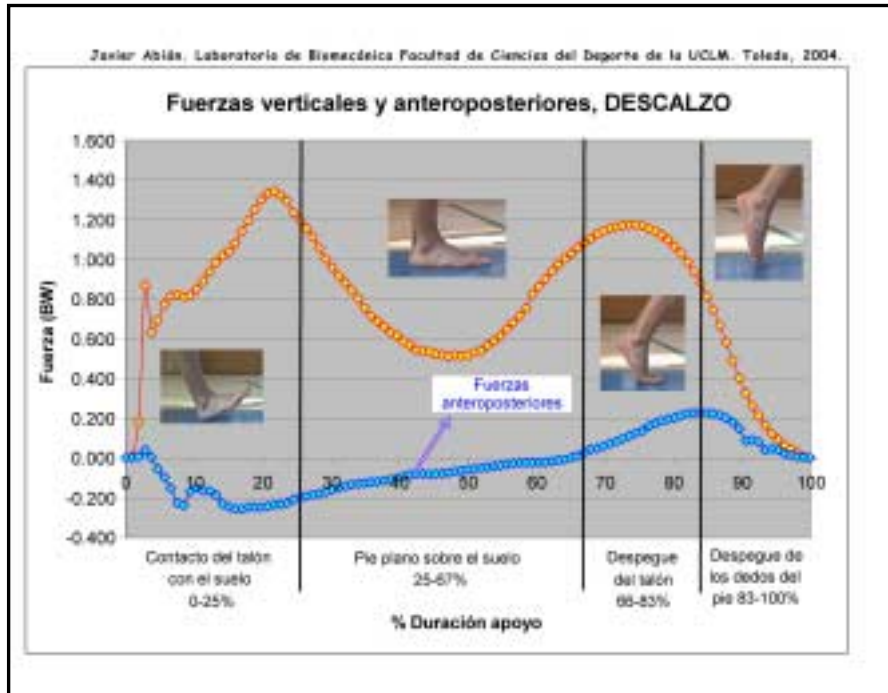 Javier Abián. Laboratorio de Biomecánica Facultad de Ciencias del Deporte de la UCLM. Toledo, 2004.
Fuerzas verticales y anteroposteriores, DESCALZO
Fuerza (BW)
1.600
1.400
1.200
1.000
0.800
0.600
0.400
0.200
0.000
-0.200
-0.400
Fuerzas
anteroposteriores
0 10 20 30 40 50 60 70 80 90 100
Contacto del talón
con el suelo
0-25%
Pie plano sobre el suelo
25-67%
Despegue
del talón
66-83%
Despegue de
los dedos del
pie 83-100%
% Duración apoyo